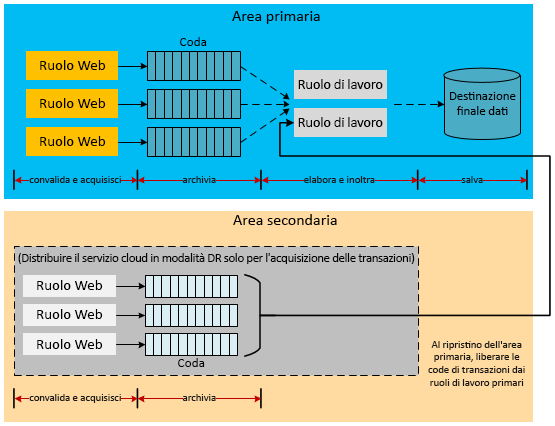 Area primaria
Coda
Ruolo Web
Ruolo Web
Ruolo Web
Ruolo di lavoro
Ruolo di lavoro
Destinazione
finale dati
convalida e acquisisci
archivia
elabora e inoltra
salva
Area secondaria
(Distribuire il servizio cloud in modalità DR solo per l'acquisizione delle transazioni)
Ruolo Web
Ruolo Web
Ruolo Web
Coda
Al ripristino dell'area
primaria, liberare le
code di transazioni dai
ruoli di lavoro primari
convalida e acquisisci
archivia